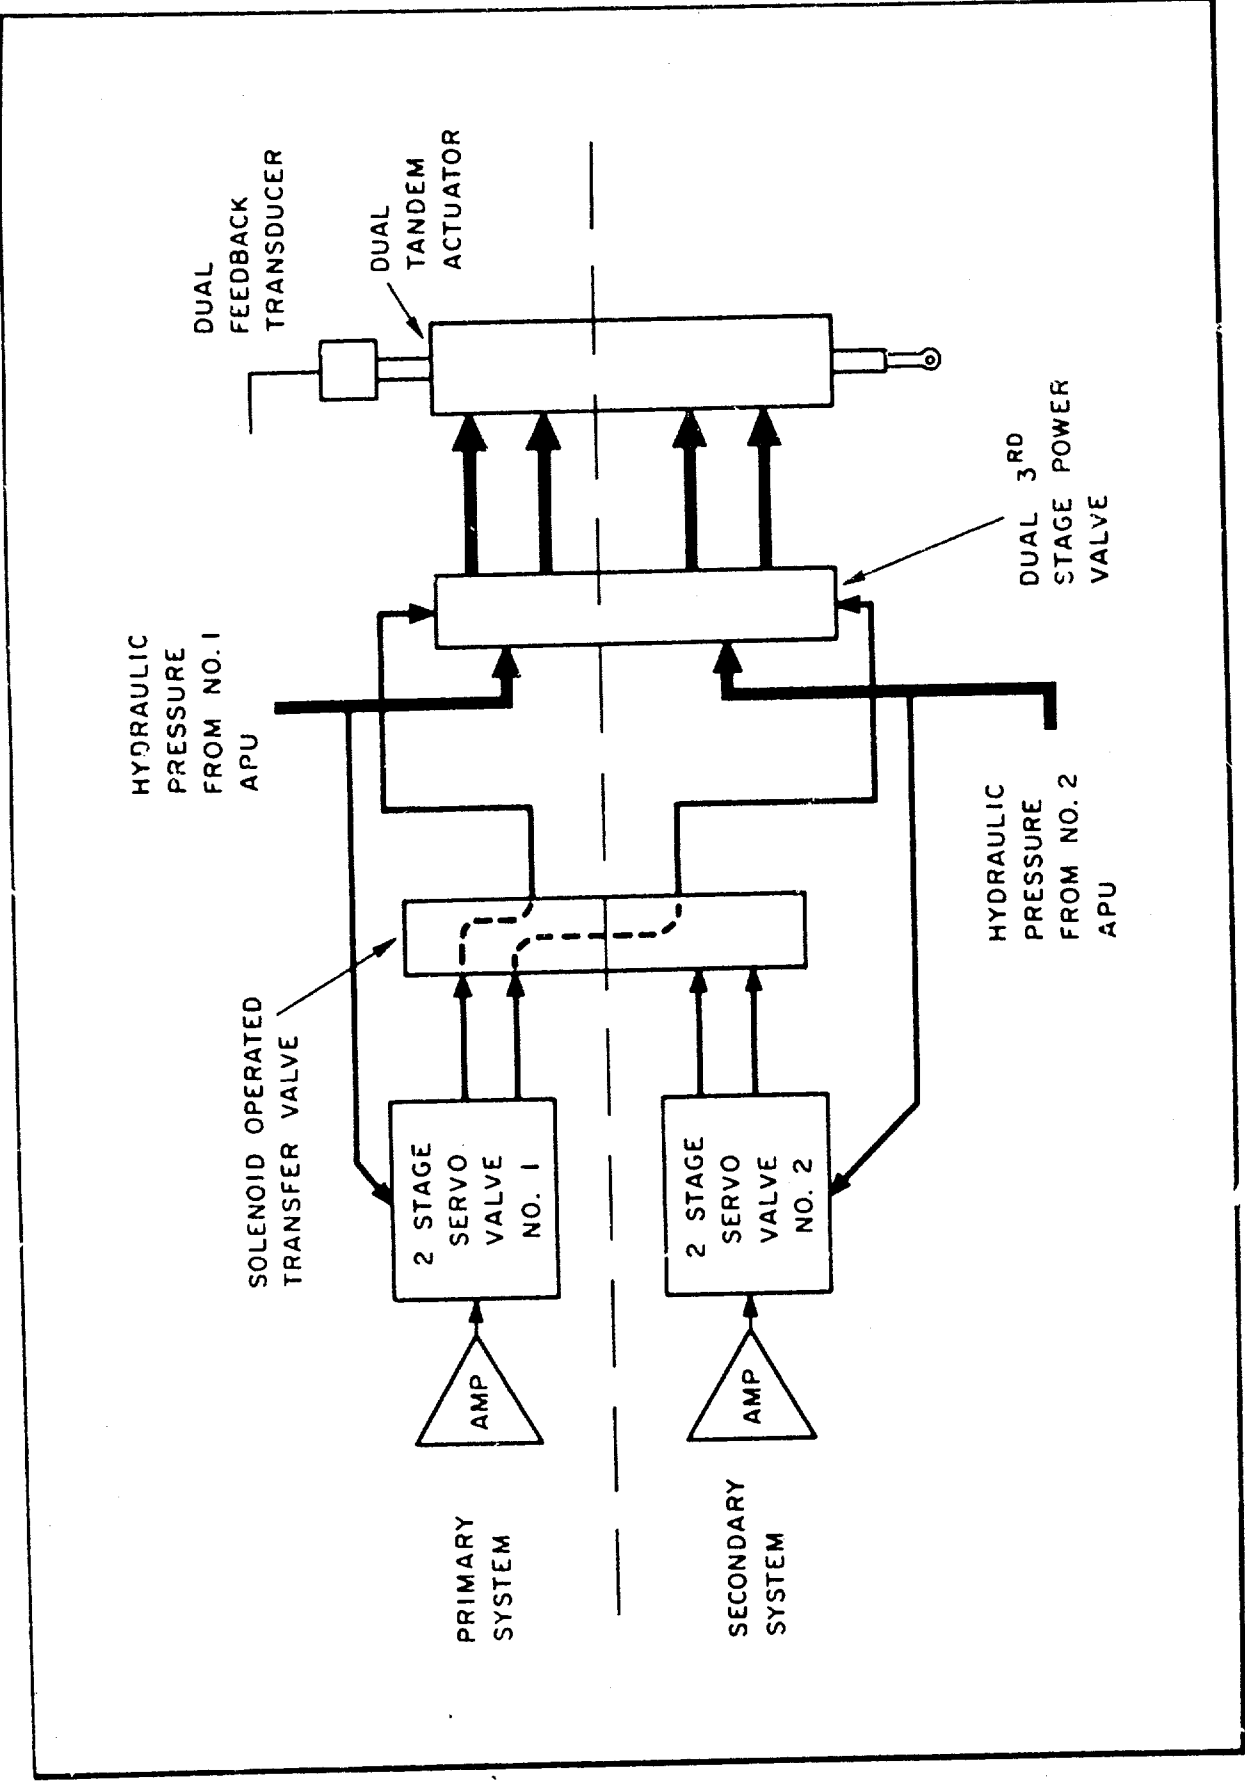 DUAL
FEEDBACK
TRANSDUCER
DUAL
TANDEM
ACTUATOR
HYDRAULIC
PRESSURE
FROM NO. 1
APU
SOLENOID OPERATED
TRANSFER VALVE
PRIMARY
SYSTEM
AMP
2 STAGE
SERVO
VALVE
NO. 1
SECONDARY
SYSTEM
AMP
2 STAGE
SERVO
VALVE
NO. 2
HYDRAULIC
PRESSURE
FROM NO. 2
APU
DUAL 3RD
STAGE POWER
VALVE